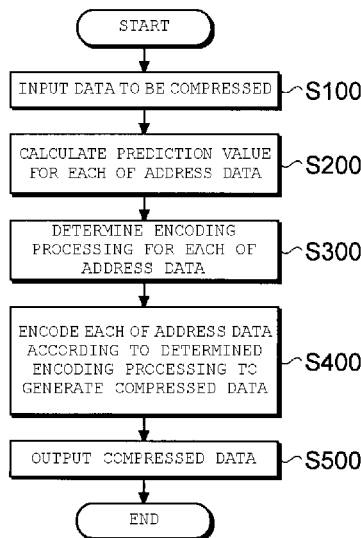 START
INPUT DATA TO BE COMPRESSED
S100
CALCULATE PREDICTION VALUE
FOR EACH OF ADDRESS DATA
S200
DETERMINE ENCODING
PROCESSING FOR EACH OF
ADDRESS DATA
S300
ENCODE EACH OF ADDRESS DATA
ACCORDING TO DETERMINED
ENCODING PROCESSING TO
GENERATE COMPRESSED DATA
S400
OUTPUT COMPRESSED DATA
S500
END